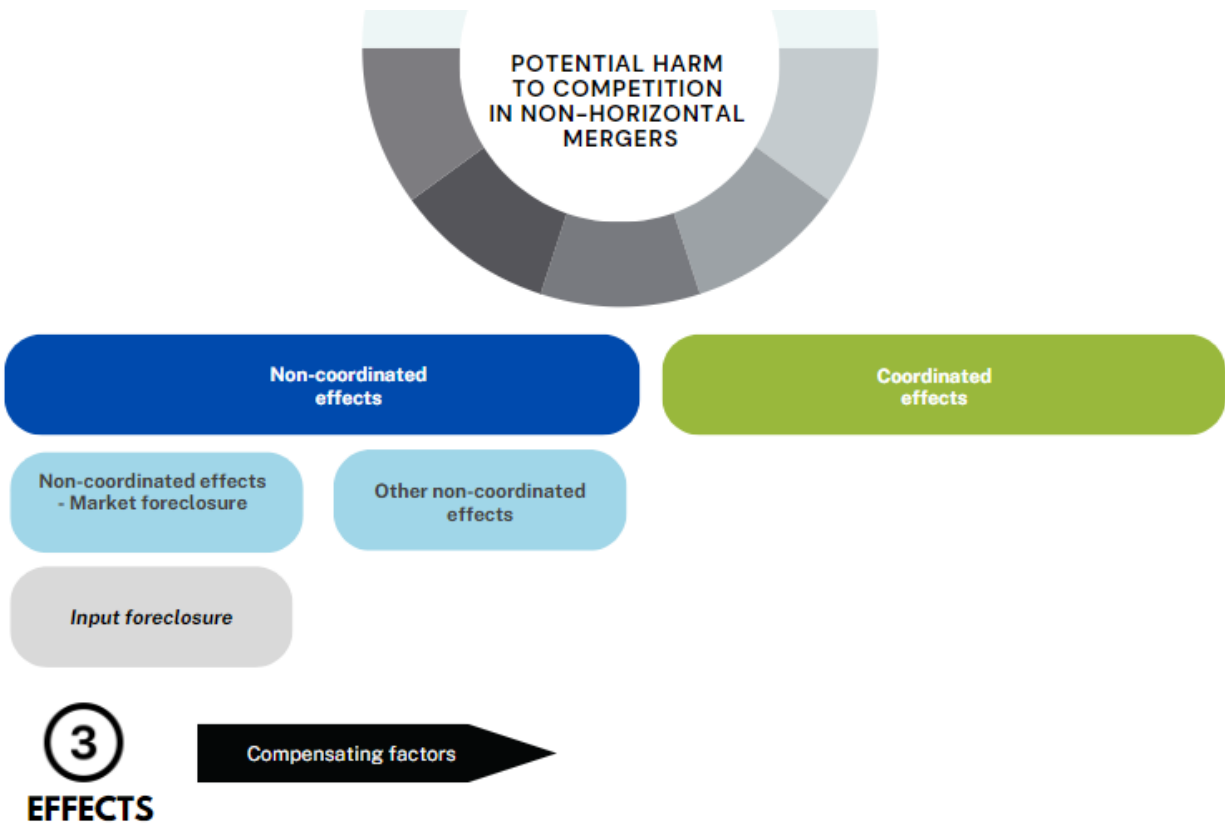 POTENTIAL HARM
TO COMPETITION
IN NON-HORIZONTAL
MERGERS
Non-coordinated
effects
Coordinated
effects
Non-coordinated effects
- Market foreclosure
Other non-coordinated
effects
Input foreclosure
3
EFFECTS
Compensating factors